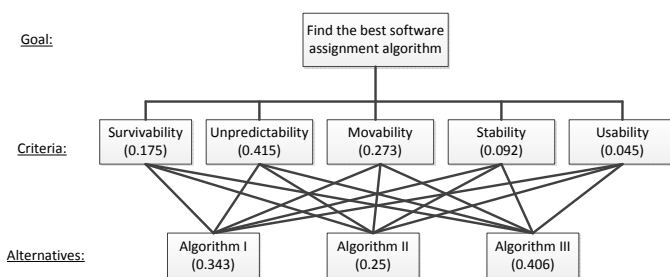 Goal:
Find the best software
assignment algorithm
Criteria:
Survivability
(0.175)
Unpredictability
(0.415)
Movability
(0.273)
Stability
(0.092)
Usability
(0.045)
Alternatives:
Algorithm I
(0.343)
Algorithm II
(0.25)
Algorithm III
(0.406)